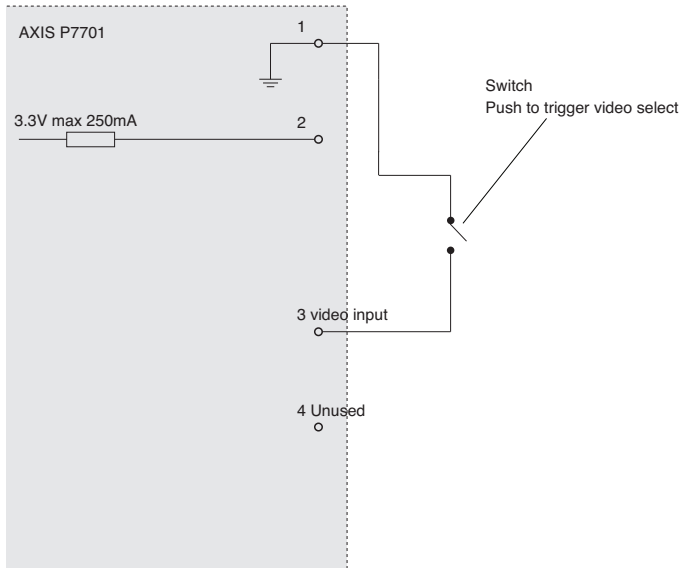 AXIS P7701
1
Switch
Push to trigger video select
3.3V max 250mA
2
3 video input
4 Unused